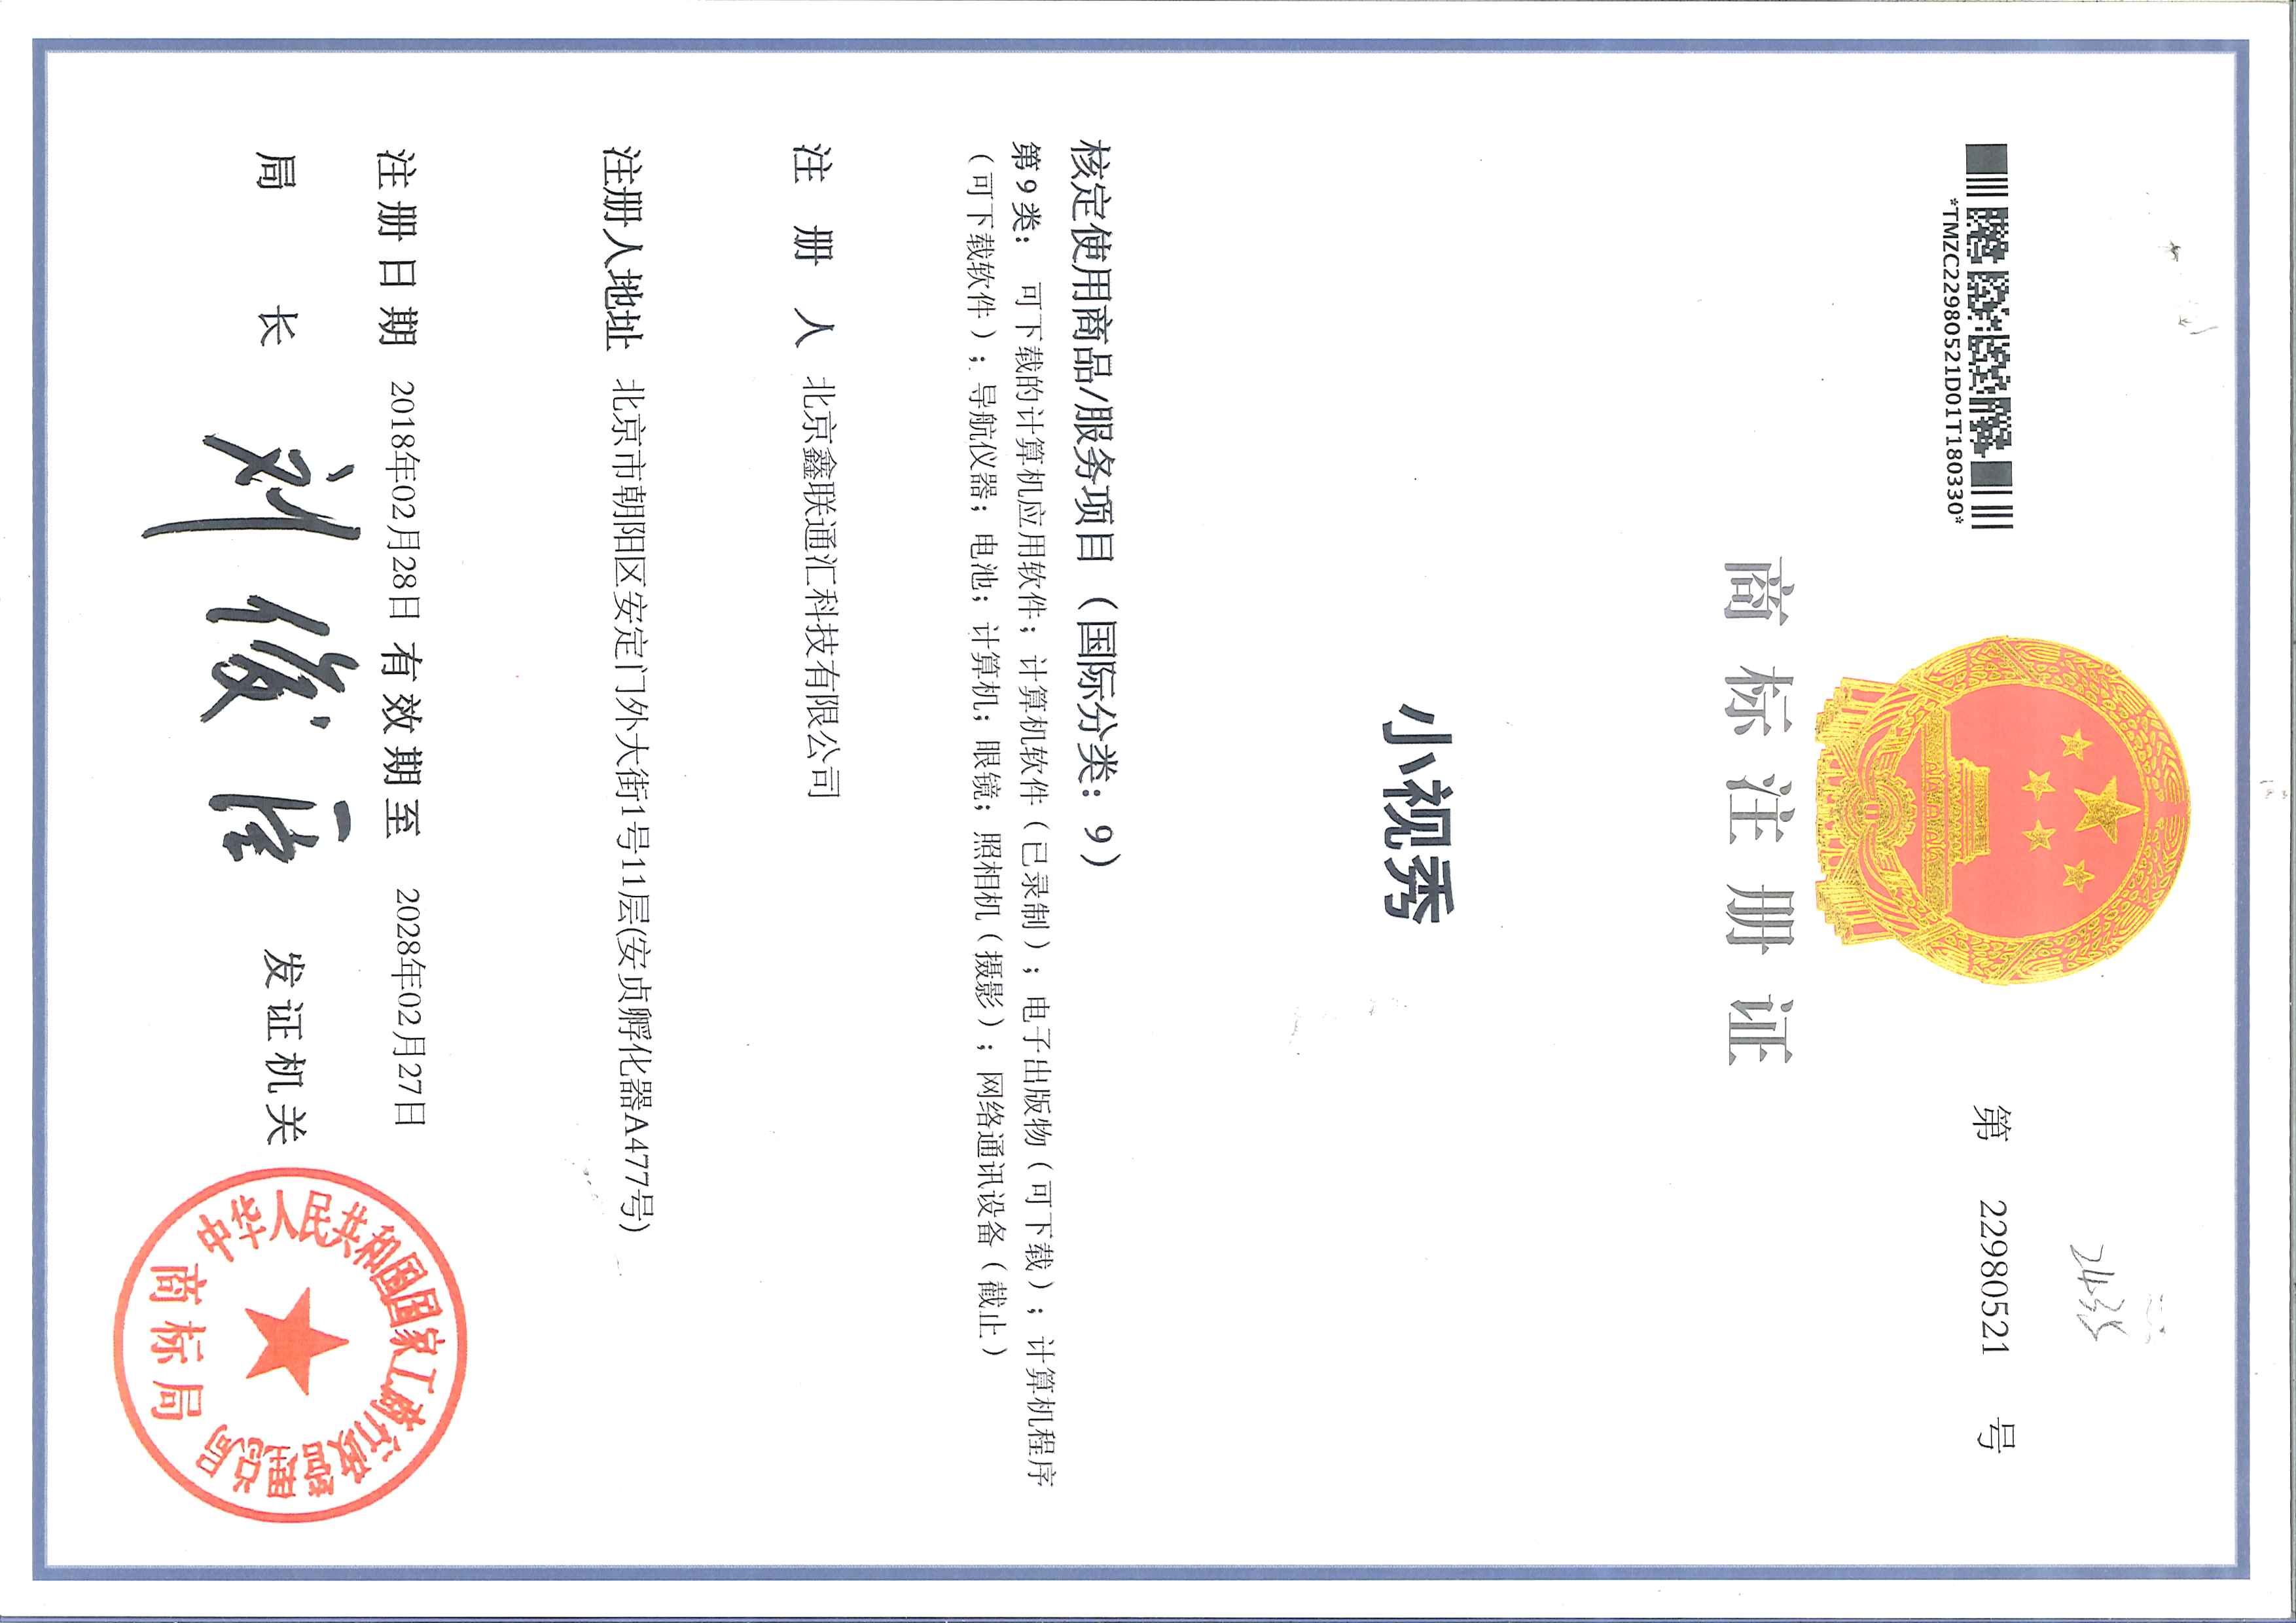 2435
第 22980521 号
*TMZC22980521D01T180330*
商标注册证
小视秀
核定使用商品/服务项目（国际分类：9）
第9类： 可下载的计算机应用软件；计算机软件（已录制）；电子出版物（可下载）；计算机程序
（可下载软件）；导航仪器；电池；计算机；眼镜；照相机（摄影）；网络通讯设备（截止）
注 册 人 北京鑫联通汇科技有限公司
注册人地址 北京市朝阳区安定门外大街1号11层(安贞孵化器A477号)
注册日期 2018年02月28日 有效期至 2028年02月27日
局 长 刘俊臣 发证机关
中华人民共和国国家工商行政管理总局
商标局